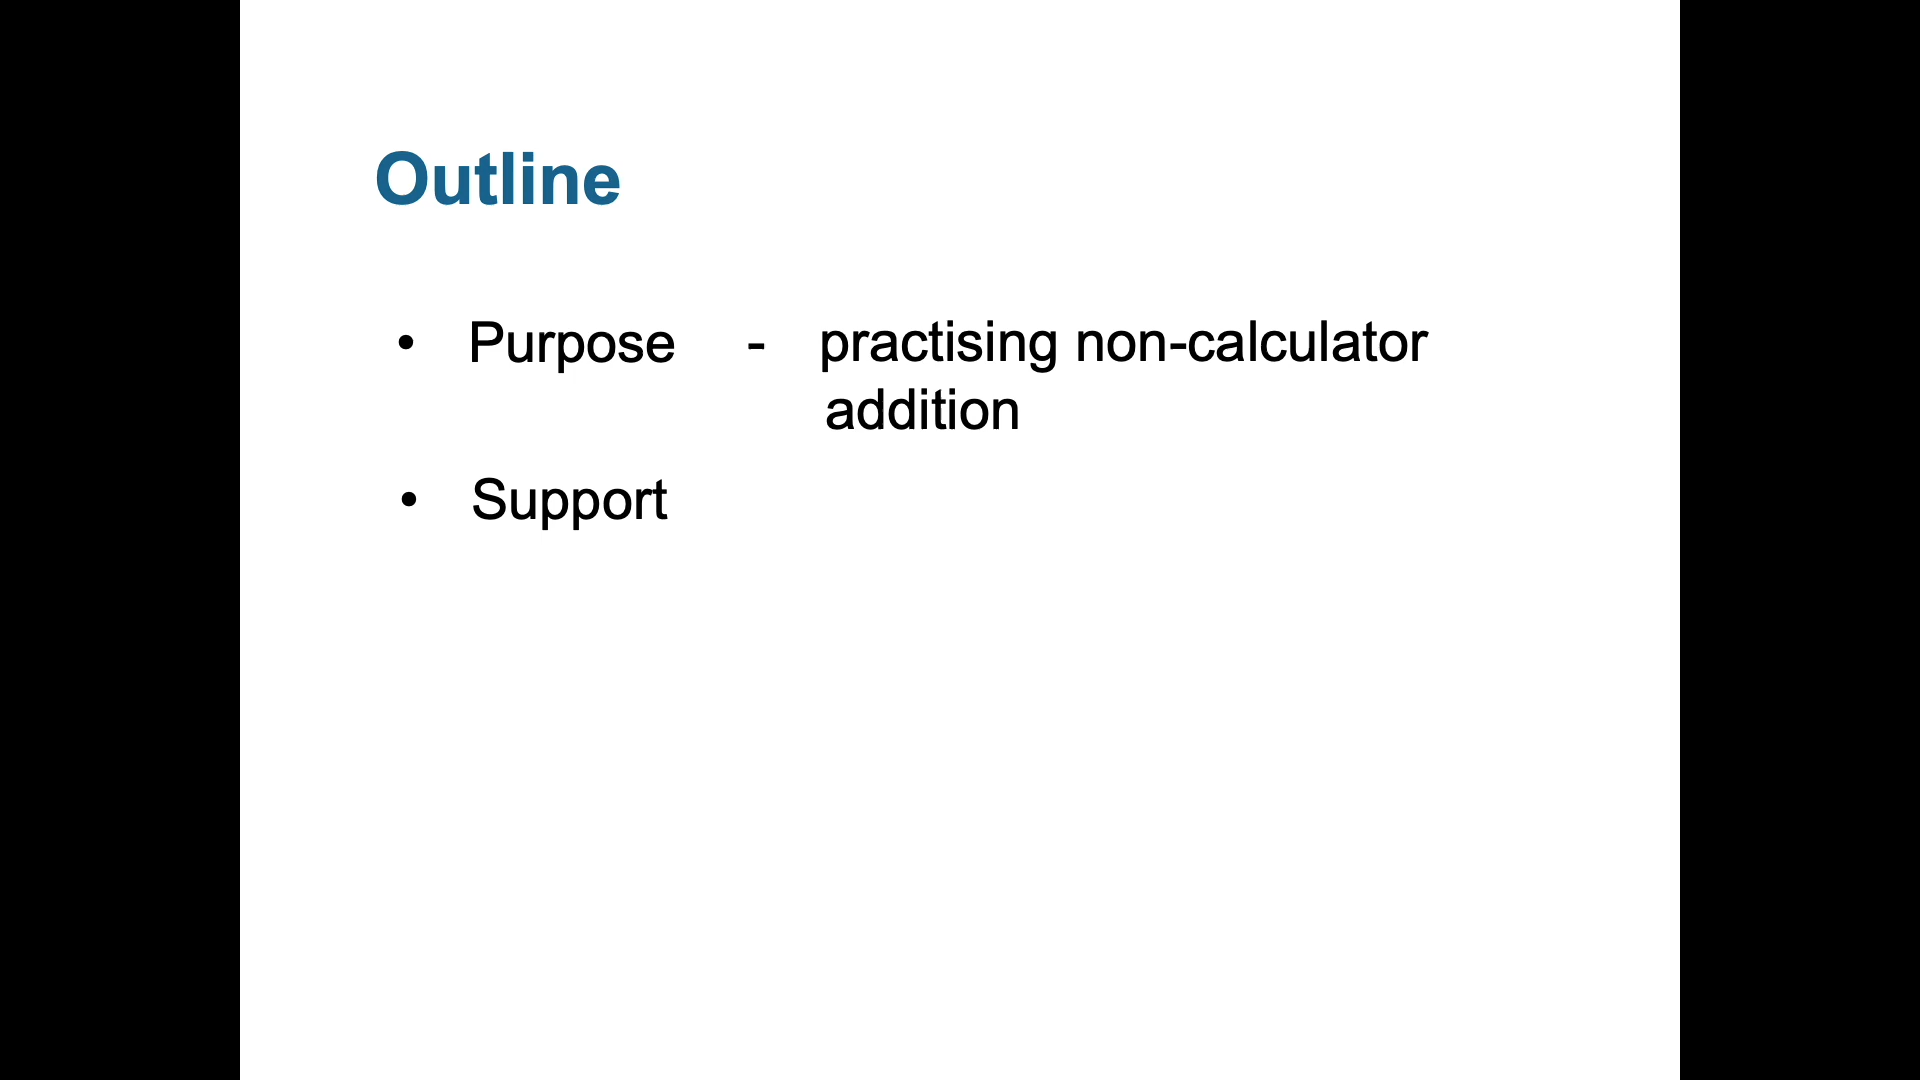 Outline
• Purpose - practising non-calculator
addition
• Support